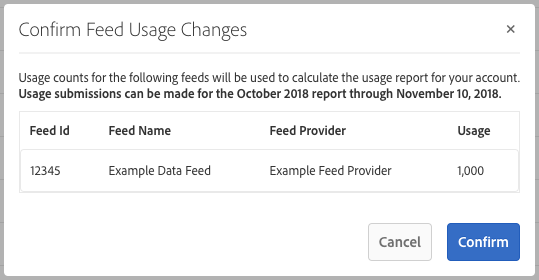 Confirm Feed Usage Changes ×
Usage counts for the following feeds will be used to calculate the usage report for your account.
Usage submissions can be made for the October 2018 report through November 10, 2018.
Feed Id Feed Name Feed Provider Usage
12345 Example Data Feed Example Feed Provider 1,000
Cancel Confirm